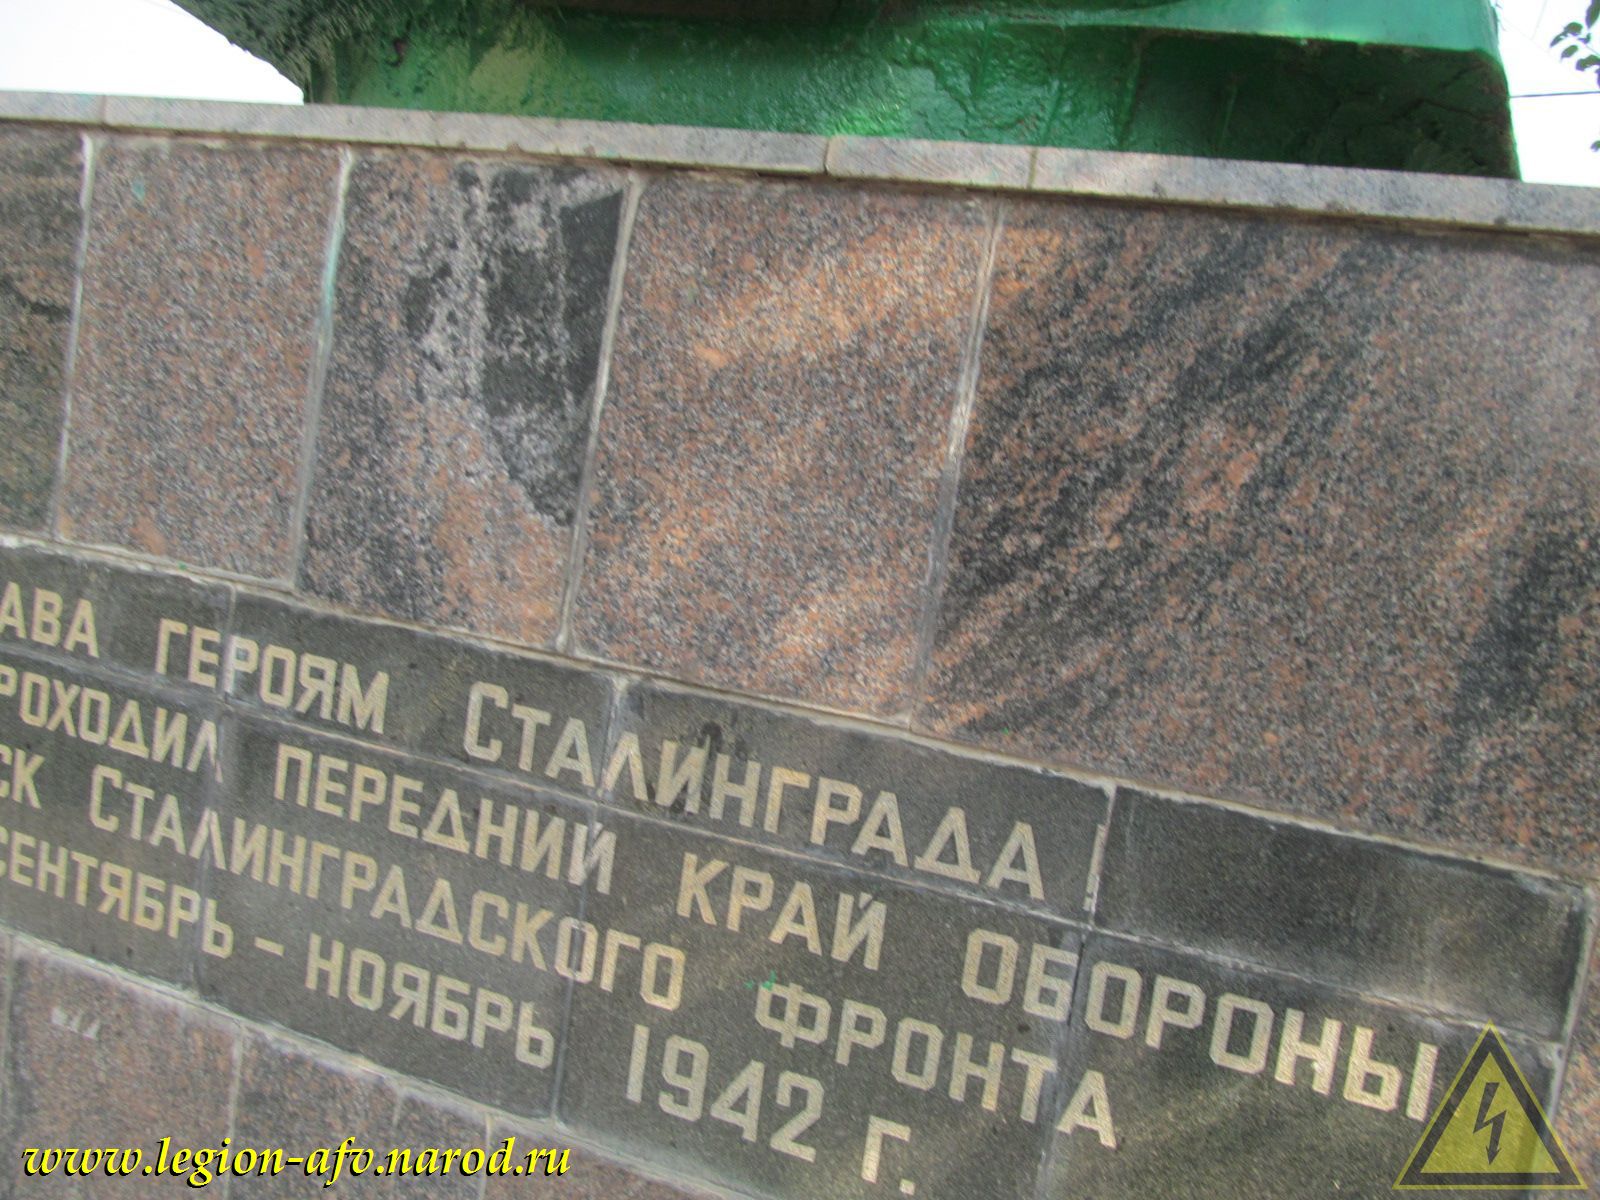 АВА ГЕРОЯМ СТАЛИНГРАДА!
РОХОДИЛ ПЕРЕДНИЙ КРАЙ ОБОРОНЫ
СК СТАЛИНГРАДСКОГО ФРОНТА
СЕНТЯБРЬ – НОЯБРЬ 1942 Г.
www.legion-afv.narod.ru